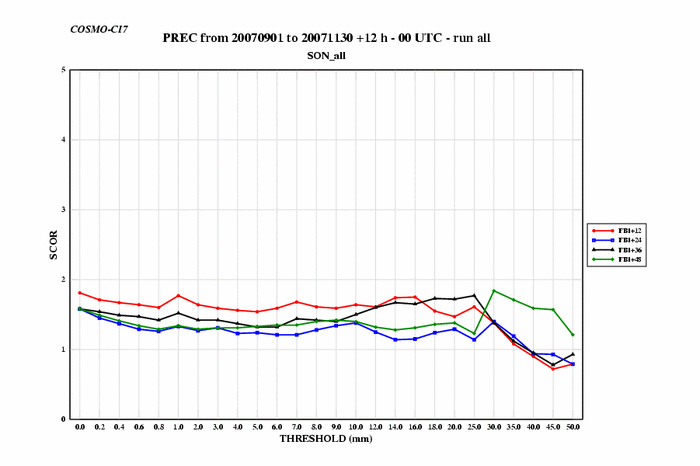 COSMO-C17
PREC from 20070901 to 20071130 +12 h - 00 UTC - run all
SON_all
5
4
3
2
1
0
SCOR
FBI+12
FBI+24
FBI+36
FBI+48
0.0 0.2 0.4 0.6 0.8 1.0 2.0 3.0 4.0 5.0 6.0 7.0 8.0 9.0 10.0 12.0 14.0 16.0 18.0 20.0 25.0 30.0 35.0 40.0 45.0 50.0
THRESHOLD (mm)